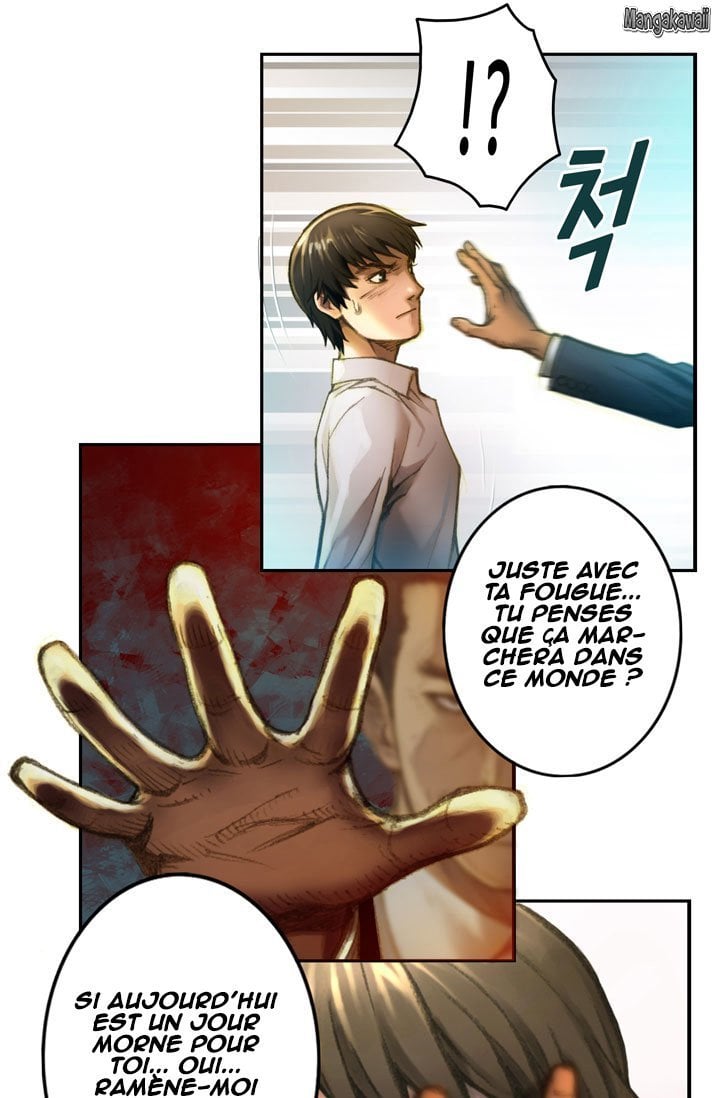 Mangakawaii
!?
척
JUSTE AVEC
TA FOUGUE...
TU PENSES
QUE ÇA MAR-
CHERA DANS
CE MONDE ?
SI AUJOURD'HUI
EST UN JOUR
MORNE POUR
TOI... OUI...
RAMÈNE-MOI